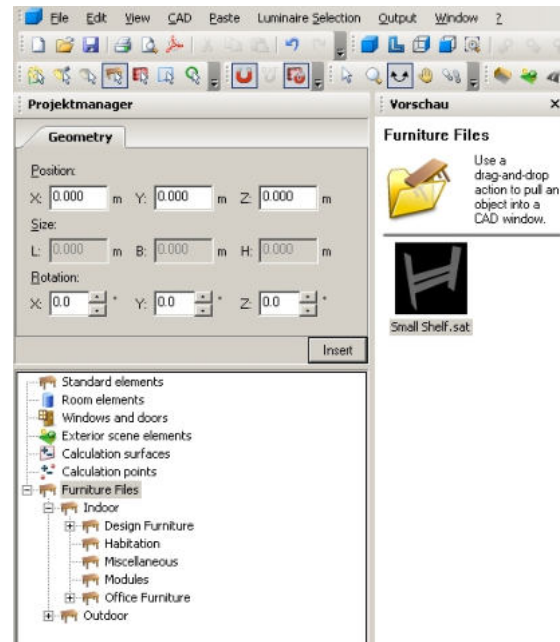 File Edit View CAD Paste Luminaire Selection Output Window ?
Projektmanager
Geometry
Position:
X: 0.000 m Y: 0.000 m Z: 0.000 m
Size:
L: 0.000 m B: 0.000 m H: 0.000 m
Rotation:
X: 0.0 ° Y: 0.0 ° Z: 0.0 °
Insert
Standard elements
Room elements
Windows and doors
Exterior scene elements
Calculation surfaces
Calculation points
Furniture Files
Indoor
Design Furniture
Habitation
Miscellaneous
Modules
Office Furniture
Outdoor
Vorschau
Furniture Files
Use a
drag-and-drop
action to pull an
object into a
CAD window.
Small Shelf.sat